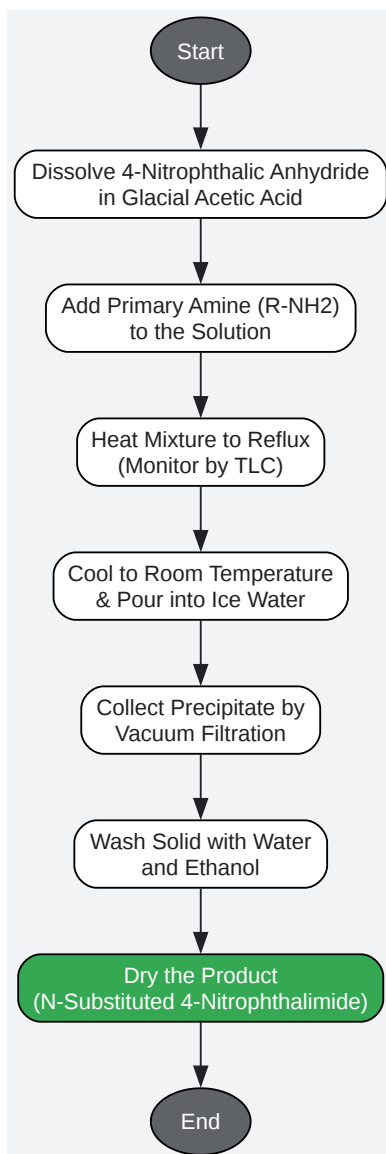 Start
Dissolve 4-Nitrophthalic Anhydride
in Glacial Acetic Acid
Add Primary Amine (R-NH2)
to the Solution
Heat Mixture to Reflux
(Monitor by TLC)
Cool to Room Temperature
& Pour into Ice Water
Collect Precipitate by
Vacuum Filtration
Wash Solid with Water
and Ethanol
Dry the Product
(N-Substituted 4-Nitrophthalimide)
End